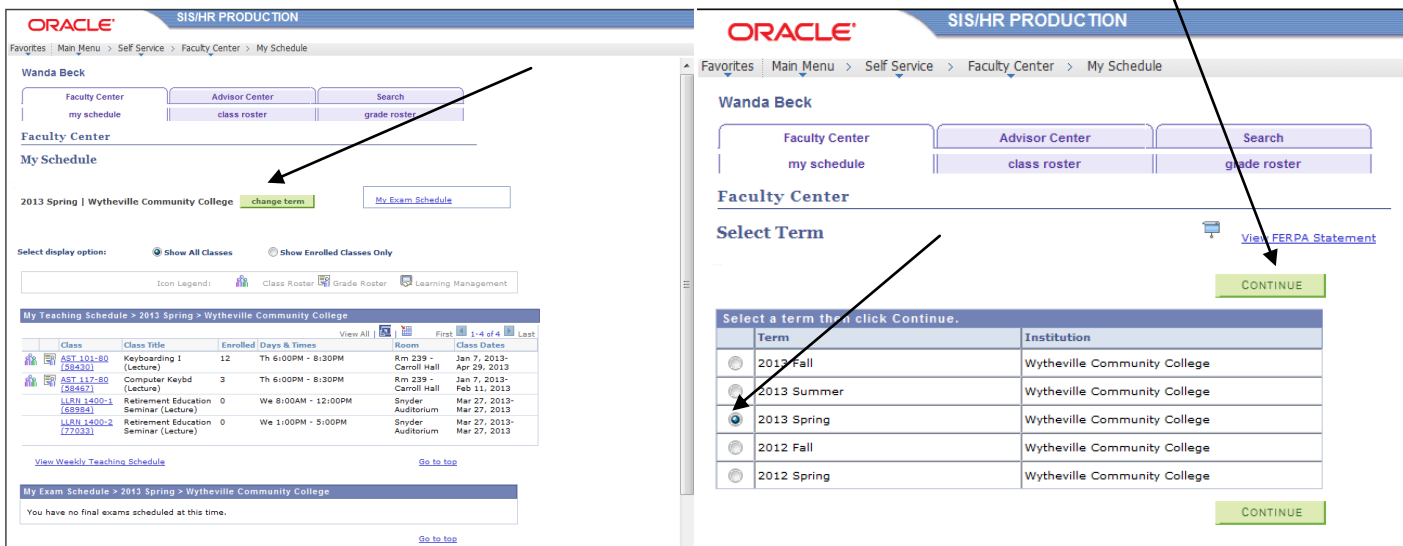 ORACLE'
SIS/HR PRODUCTION
Favorites Main Menu > Self Service > Faculty Center > My Schedule
Wanda Beck
Faculty Center Advisor Center Search
my schedule class roster grade roster
Faculty Center
My Schedule
2013 Spring | Wytheville Community College change term My Exam Schedule
Select display option: Show All Classes Show Enrolled Classes Only
Icon Legend: Class Roster Grade Roster Learning Management
My Teaching Schedule > 2013 Spring > Wytheville Community College
View All | | First 1-4 of 4 Last
Class Class Title Enrolled Days & Times Room Class Dates
AST 101-80 Keyboarding I 12 Th 6:00PM - 8:30PM Rm 239 - Jan 7, 2013-
(58430) (Lecture) Carroll Hall Apr 29, 2013
AST 117-80 Computer Keybd 3 Th 6:00PM - 8:30PM Rm 239 - Jan 7, 2013-
(58467) (Lecture) Carroll Hall Feb 11, 2013
LLRN 1400-1 Retirement Education 0 We 8:00AM - 12:00PM Snyder Mar 27, 2013-
(68984) Seminar (Lecture) Auditorium Mar 27, 2013
LLRN 1400-2 Retirement Education 0 We 1:00PM - 5:00PM Snyder Mar 27, 2013-
(77033) Seminar (Lecture) Auditorium Mar 27, 2013
View Weekly Teaching Schedule Go to top
My Exam Schedule > 2013 Spring > Wytheville Community College
You have no final exams scheduled at this time.
Go to top
ORACLE'
SIS/HR PRODUCTION
Favorites Main Menu > Self Service > Faculty Center > My Schedule
Wanda Beck
Faculty Center Advisor Center Search
my schedule class roster grade roster
Faculty Center
Select Term
View FERPA Statement
CONTINUE
Select a term then click Continue.
Term Institution
2013 Fall Wytheville Community College
2013 Summer Wytheville Community College
2013 Spring Wytheville Community College
2012 Fall Wytheville Community College
2012 Spring Wytheville Community College
CONTINUE